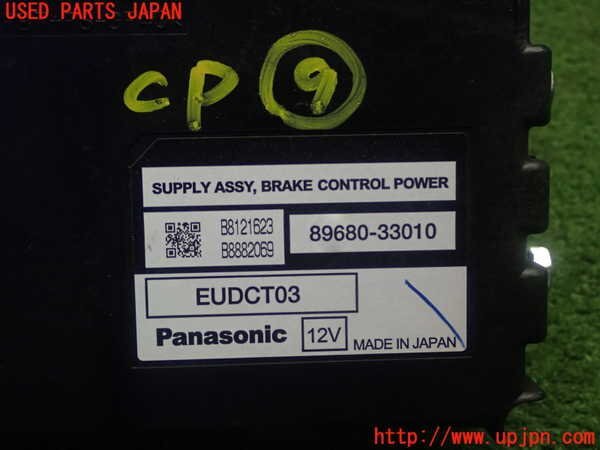 USED PARTS JAPAN
CP 9
SUPPLY ASSY, BRAKE CONTROL POWER
B8121623
B8882069
89680-33010
EUDCT03
Panasonic 12V MADE IN JAPAN
http://www.upjpn.com/